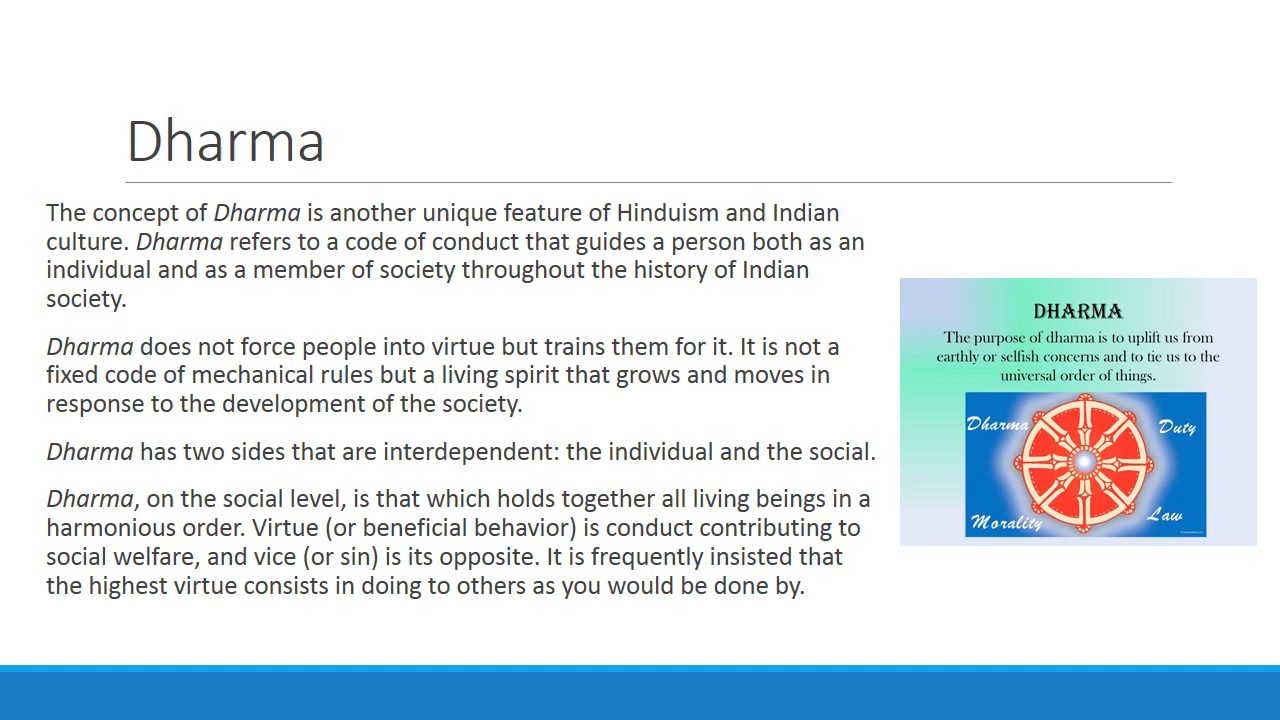 Dharma
The concept of Dharma is another unique feature of Hinduism and Indian
culture. Dharma refers to a code of conduct that guides a person both as an
individual and as a member of society throughout the history of Indian
society.
Dharma does not force people into virtue but trains them for it. It is not a
fixed code of mechanical rules but a living spirit that grows and moves in
response to the development of the society.
Dharma has two sides that are interdependent: the individual and the social.
Dharma, on the social level, is that which holds together all living beings in a
harmonious order. Virtue (or beneficial behavior) is conduct contributing to
social welfare, and vice (or sin) is its opposite. It is frequently insisted that
the highest virtue consists in doing to others as you would be done by.
DHARMA
The purpose of dharma is to uplift us from
earthly or selfish concerns and to tie us to the
universal order of things.
Dharma
Duty
Morality
Law